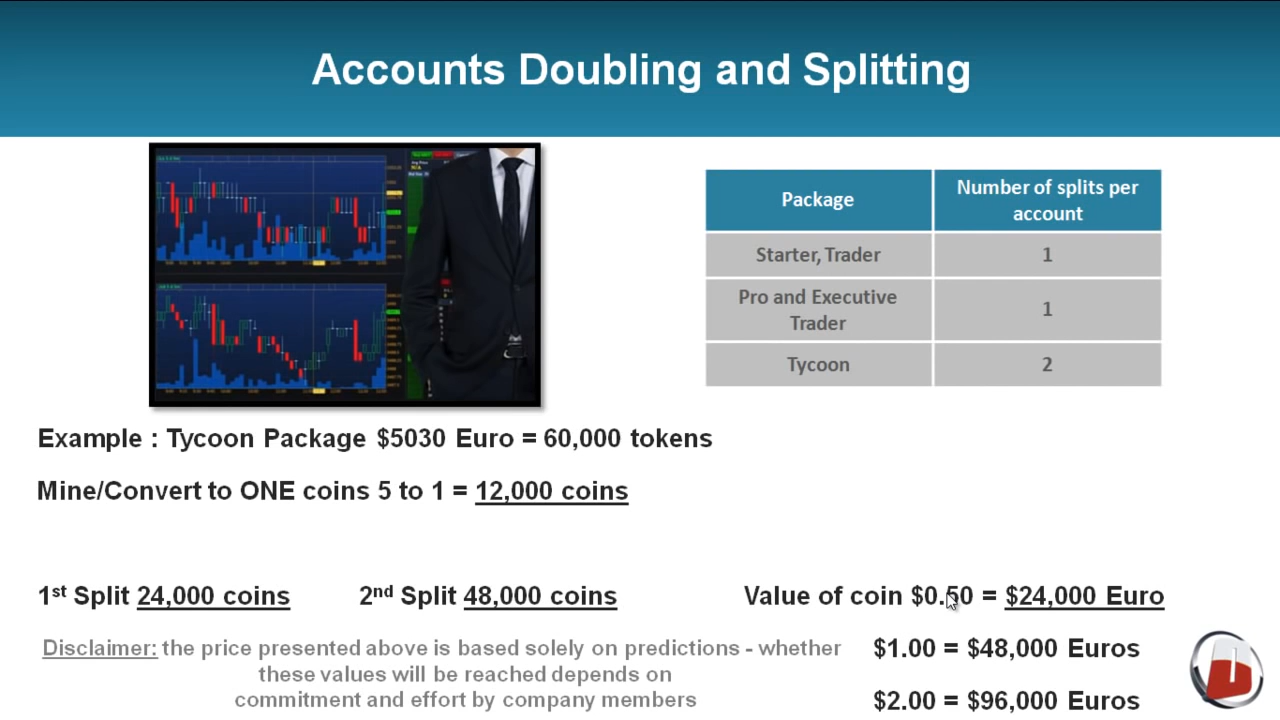 Accounts Doubling and Splitting
Package
Number of splits per
account
Starter, Trader
1
Pro and Executive
Trader
1
Tycoon
2
Example : Tycoon Package $5030 Euro = 60,000 tokens
Mine/Convert to ONE coins 5 to 1 = 12,000 coins
1st Split 24,000 coins
2nd Split 48,000 coins
Value of coin $0.50 = $24,000 Euro
$1.00 = $48,000 Euros
$2.00 = $96,000 Euros
Disclaimer: the price presented above is based solely on predictions - whether
these values will be reached depends on
commitment and effort by company members